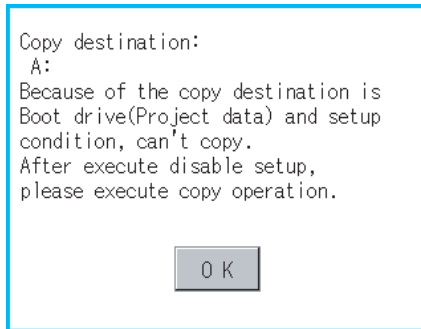 Copy destination:
A:
Because of the copy destination is
Boot drive(Project data) and setup
condition, can't copy.
After execute disable setup,
please execute copy operation.
OK